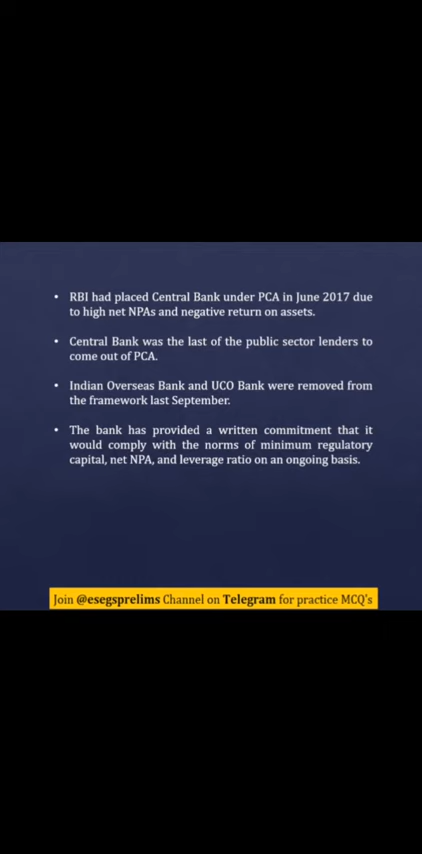 • RBI had placed Central Bank under PCA in June 2017 due
to high net NPAs and negative return on assets.
• Central Bank was the last of the public sector lenders to
come out of PCA.
• Indian Overseas Bank and UCO Bank were removed from
the framework last September.
• The bank has provided a written commitment that it
would comply with the norms of minimum regulatory
capital, net NPA, and leverage ratio on an ongoing basis.
Join @esegsprelims Channel on Telegram for practice MCQ's